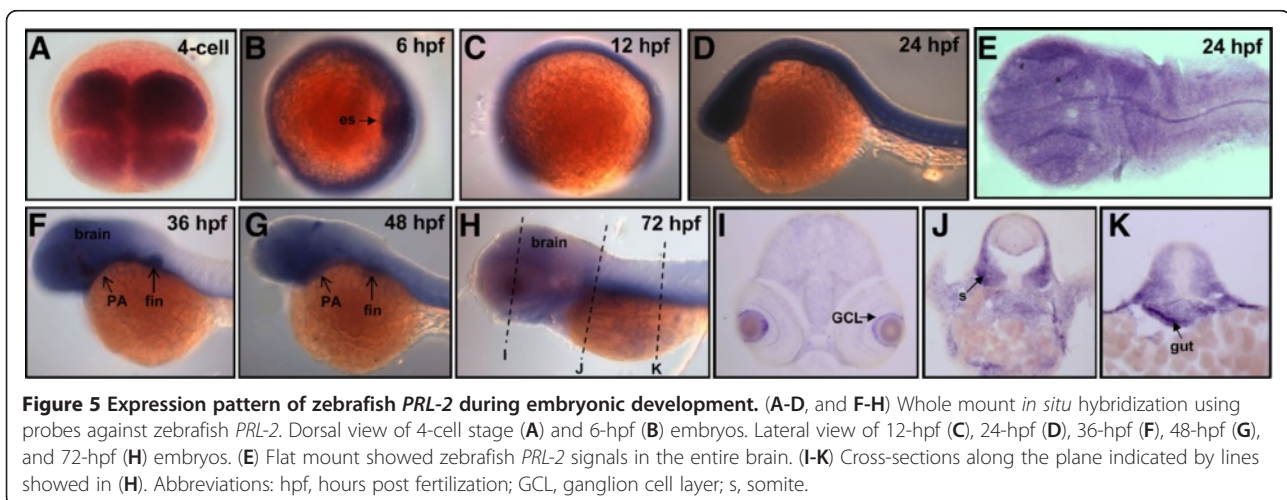 A 4-cell
B 6 hpf
es
C 12 hpf
D 24 hpf
E 24 hpf
F 36 hpf
brain
PA fin
G 48 hpf
PA fin
H 72 hpf
brain
I J K
I
GCL
J
s
K
gut
Figure 5 Expression pattern of zebrafish PRL-2 during embryonic development. (A-D, and F-H) Whole mount in situ hybridization using
probes against zebrafish PRL-2. Dorsal view of 4-cell stage (A) and 6-hpf (B) embryos. Lateral view of 12-hpf (C), 24-hpf (D), 36-hpf (F), 48-hpf (G),
and 72-hpf (H) embryos. (E) Flat mount showed zebrafish PRL-2 signals in the entire brain. (I-K) Cross-sections along the plane indicated by lines
showed in (H). Abbreviations: hpf, hours post fertilization; GCL, ganglion cell layer; s, somite.